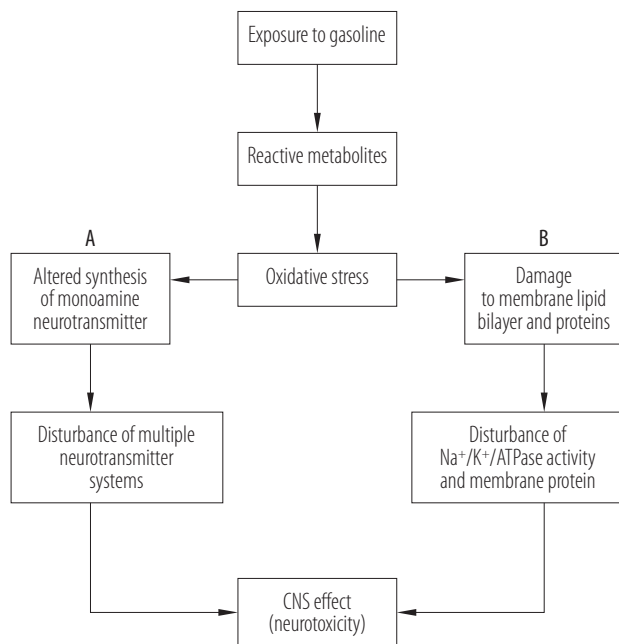 Exposure to gasoline
Reactive metabolites
A
B
Altered synthesis
of monoamine
neurotransmitter
Oxidative stress
Damage
to membrane lipid
bilayer and proteins
Disturbance of multiple
neurotransmitter
systems
Disturbance of
Na⁺/K⁺/ATPase activity
and membrane protein
CNS effect
(neurotoxicity)